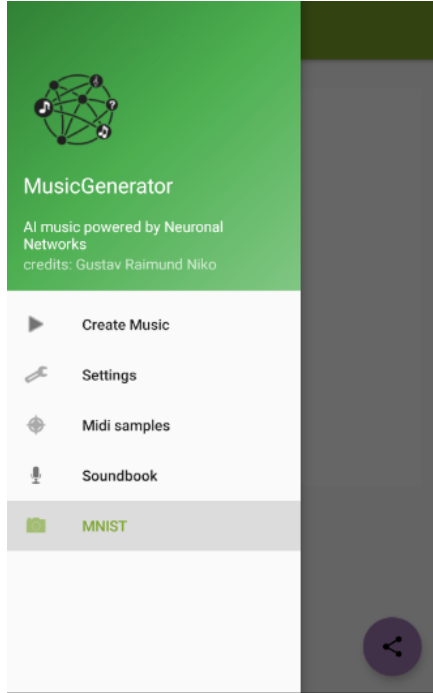 MusicGenerator
AI music powered by Neuronal
Networks
credits: Gustav Raimund Niko
Create Music
Settings
Midi samples
Soundbook
MNIST